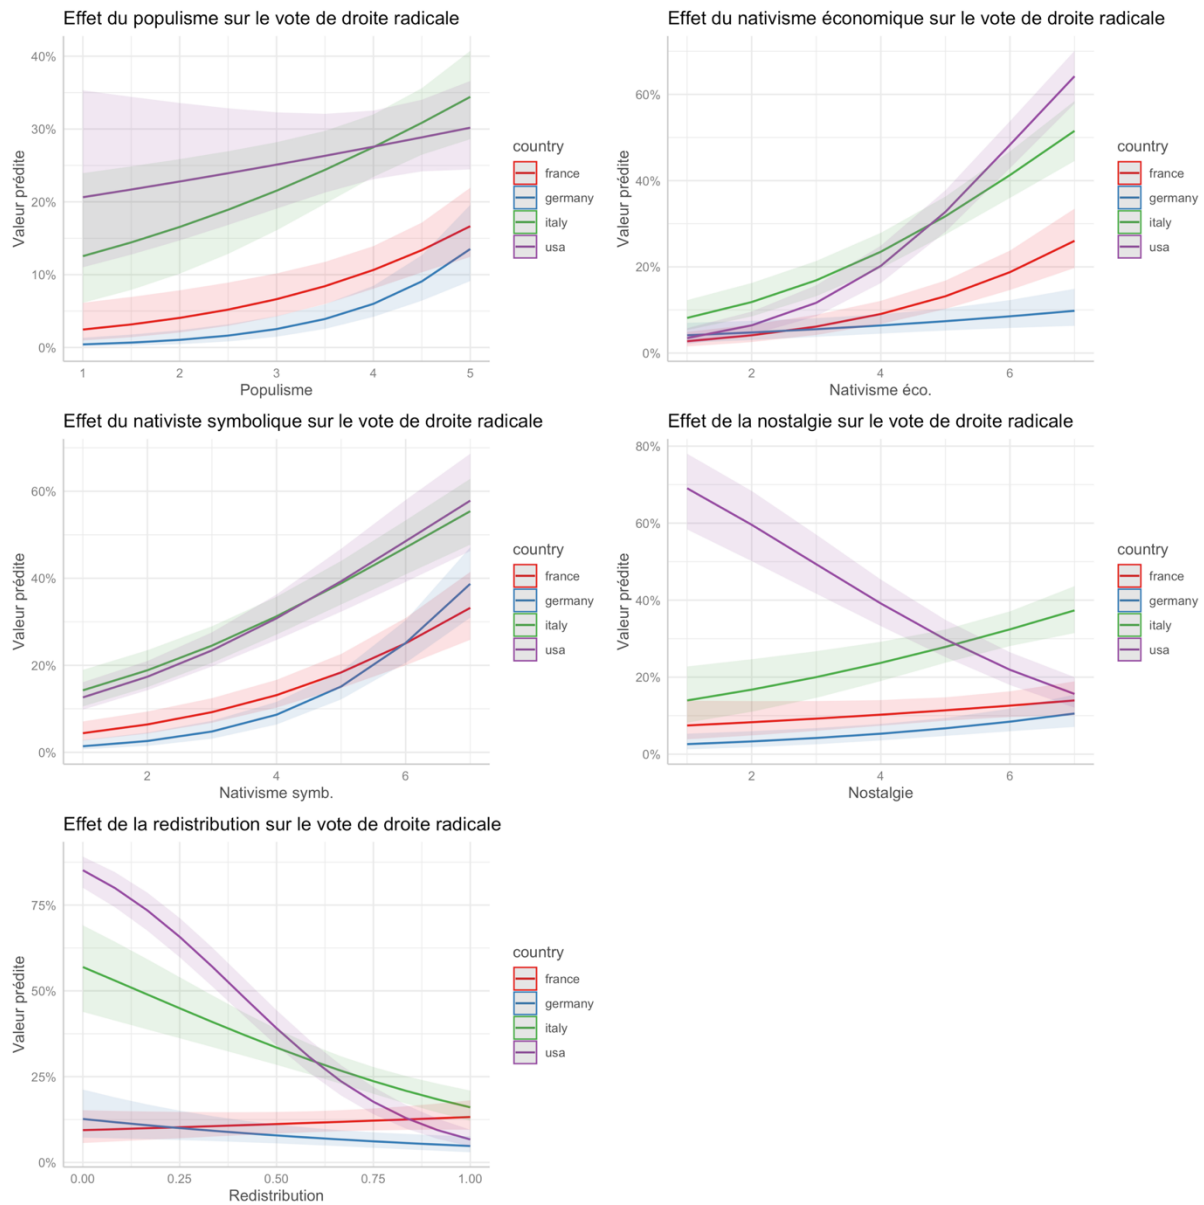 Effet du populisme sur le vote de droite radicale
40%
30%
20%
10%
0%
Valeur prédite
1
2
3
4
5
Populisme
country
france
germany
italy
usa
Effet du nativisme économique sur le vote de droite radicale
60%
40%
20%
0%
Valeur prédite
2
4
6
Nativisme éco.
country
france
germany
italy
usa
Effet du nativiste symbolique sur le vote de droite radicale
60%
40%
20%
0%
Valeur prédite
2
4
6
Nativisme symb.
country
france
germany
italy
usa
Effet de la nostalgie sur le vote de droite radicale
80%
60%
40%
20%
0%
Valeur prédite
2
4
6
Nostalgie
country
france
germany
italy
usa
Effet de la redistribution sur le vote de droite radicale
75%
50%
25%
0%
Valeur prédite
0.00
0.25
0.50
0.75
1.00
Redistribution
country
france
germany
italy
usa